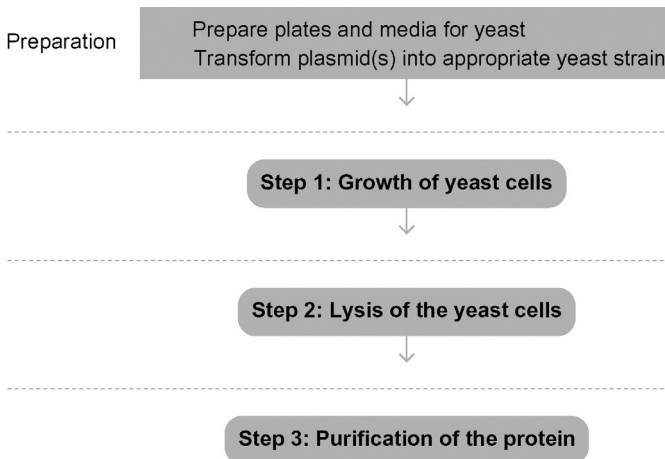 Preparation
Prepare plates and media for yeast
Transform plasmid(s) into appropriate yeast strain
Step 1: Growth of yeast cells
Step 2: Lysis of the yeast cells
Step 3: Purification of the protein